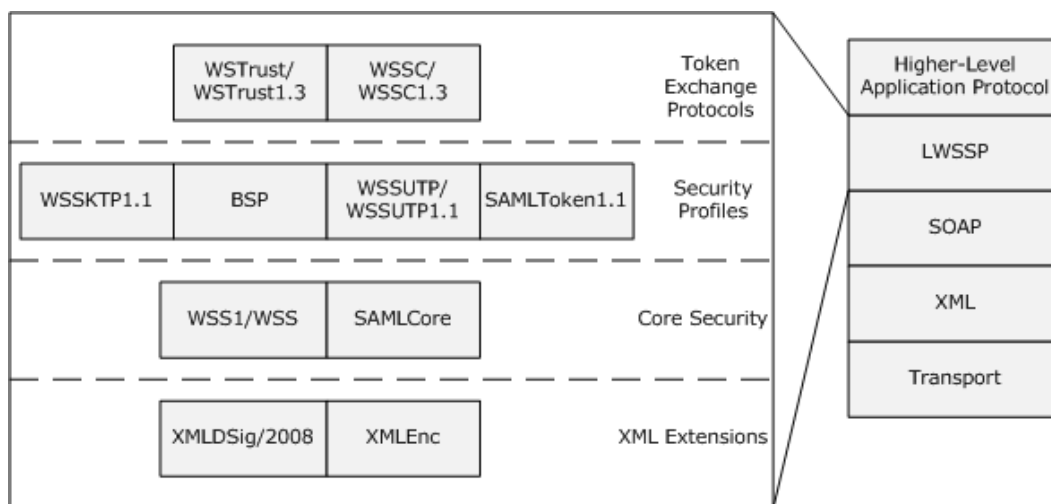 WSTrust/
WSTrust1.3
WSSC/
WSSC1.3
Token
Exchange
Protocols
WSSKTP1.1
BSP
WSSUTP/
WSSUTP1.1
SAMLToken1.1
Security
Profiles
WSS1/WSS
SAMLCore
Core Security
XMLDSig/2008
XMLEnc
XML Extensions
Higher-Level
Application Protocol
LWSSP
SOAP
XML
Transport